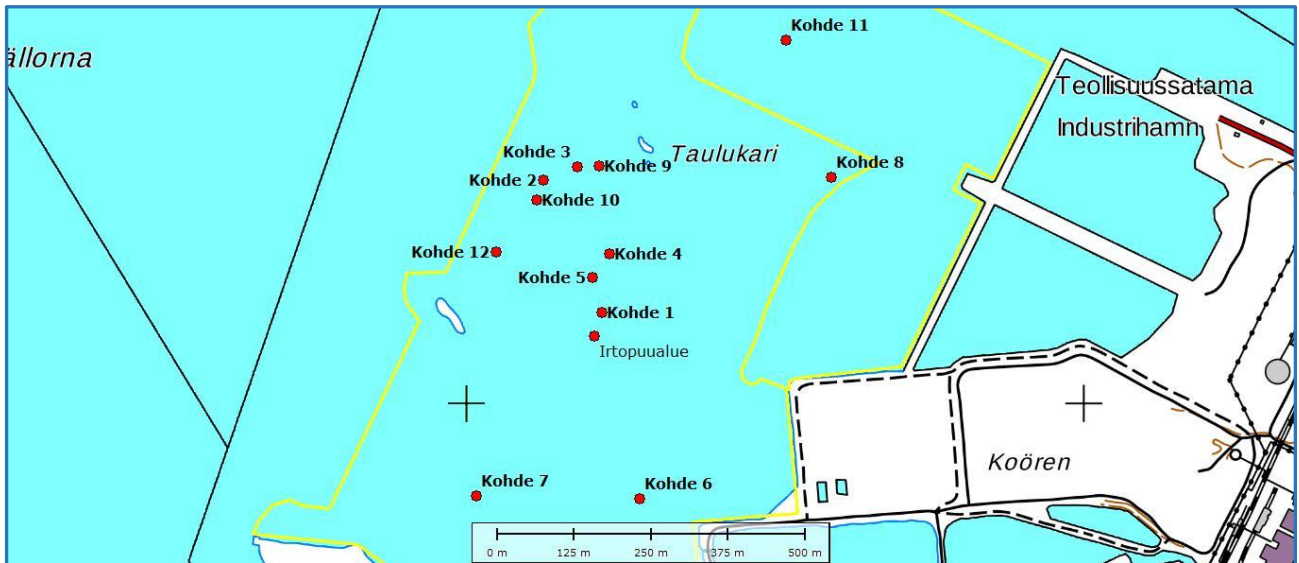 Kohde 11
ällorna
Teollisuussatama
Industrihamn
Kohde 3
Taulukari
Kohde 9
Kohde 8
Kohde 2
Kohde 10
Kohde 12
Kohde 4
Kohde 5
Kohde 1
Irtopuualue
Koören
Kohde 7
Kohde 6
0 m
125 m
250 m
375 m
500 m